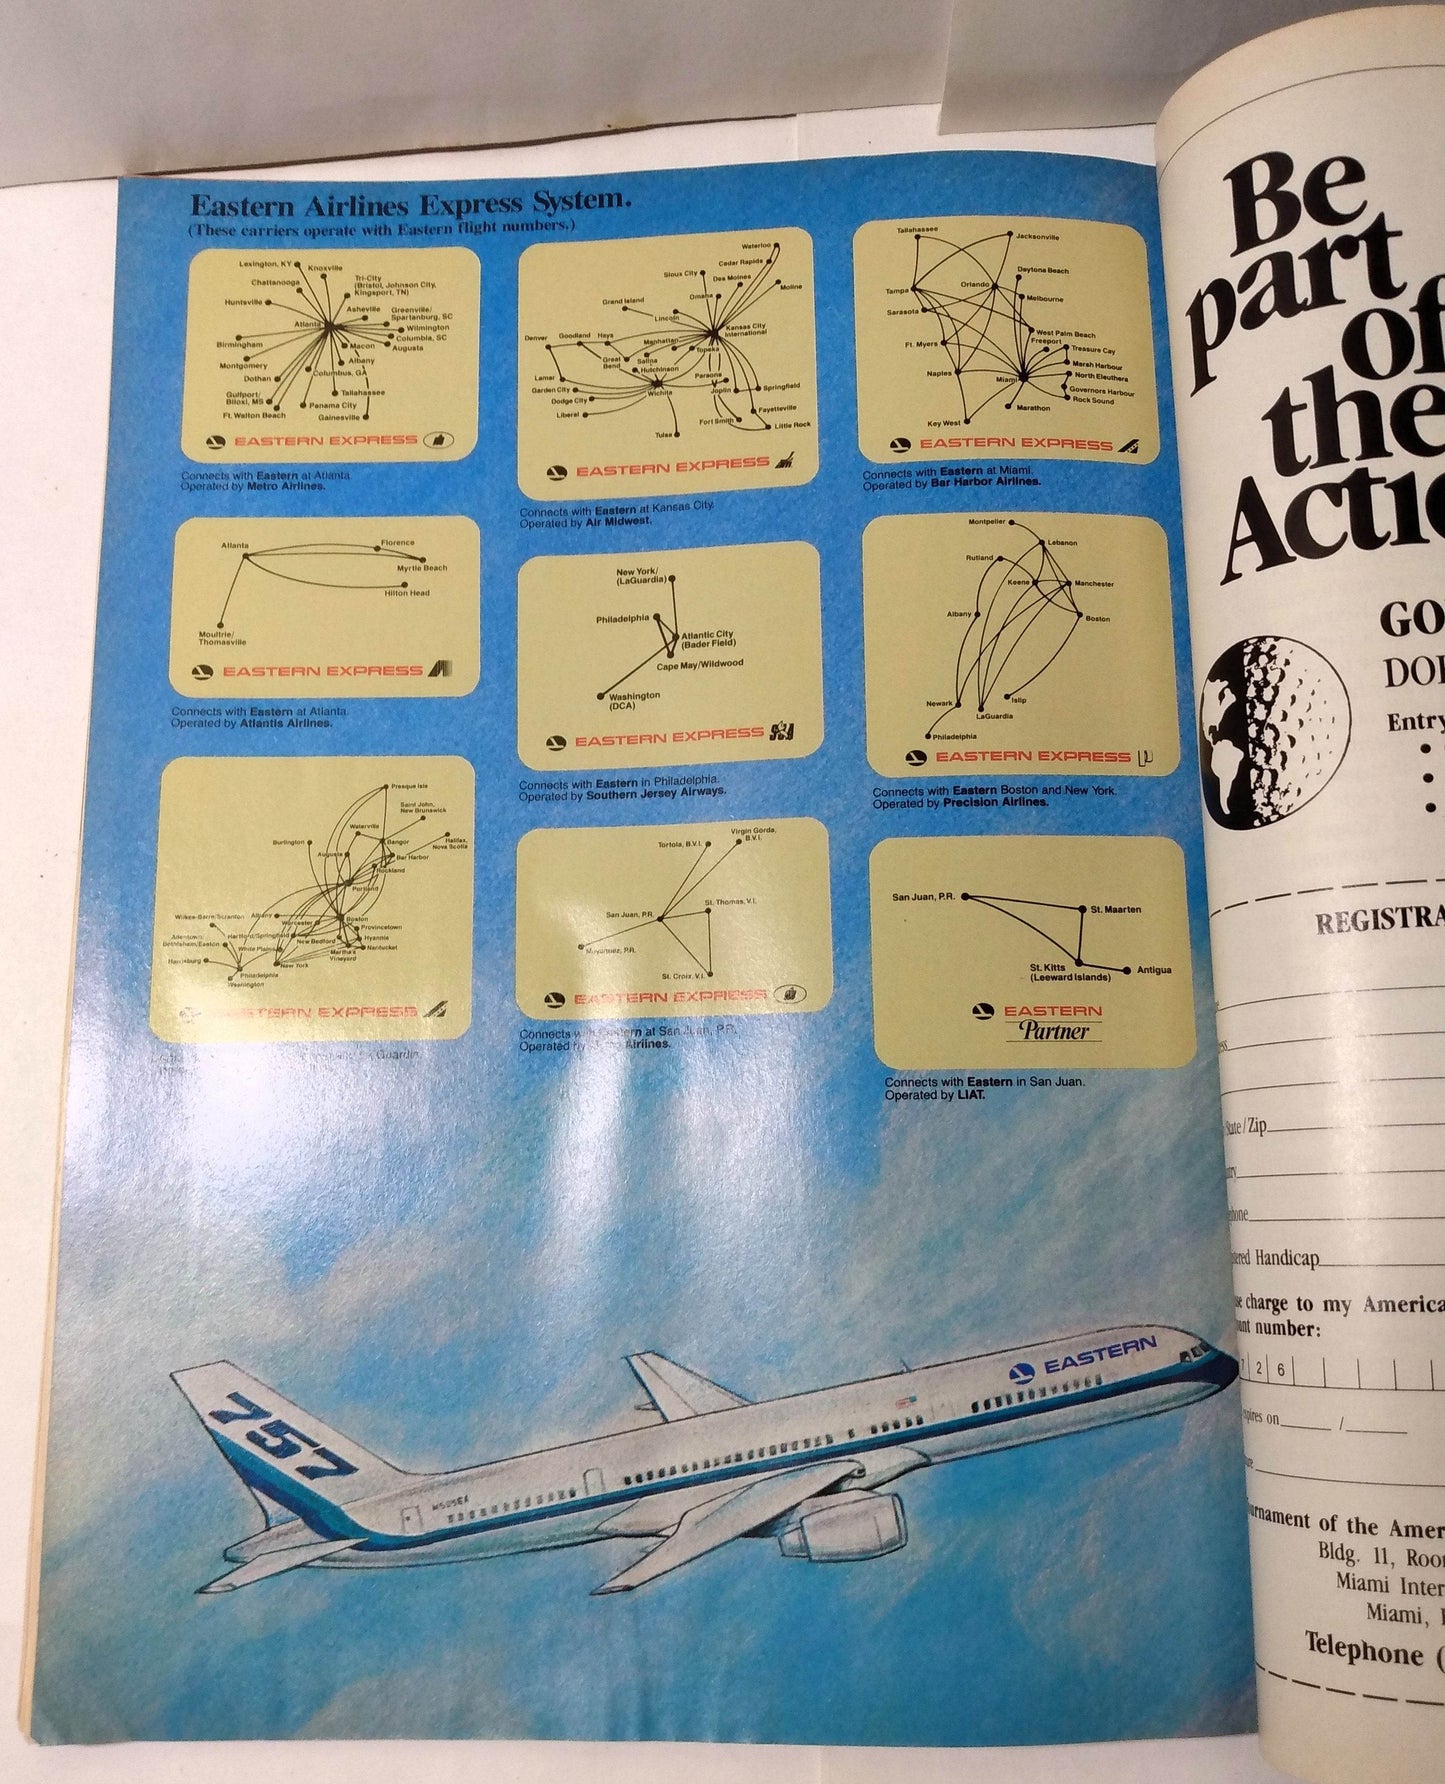 Eastern Airlines Express System.
(These carriers operate with Eastern flight numbers.)
Lexington, KY
Knoxville
Chattanooga
Tri-City
(Bristol, Johnson City,
Kingsport, TN)
Huntsville
Asheville
Greenville/
Spartanburg, SC
Atlanta
Wilmington
Columbia, SC
Birmingham
Macon
Augusta
Montgomery
Albany
Columbus, GA
Dothan
Gulfport/
Biloxi, MS
Tallahassee
Panama City
Ft. Walton Beach
Gainesville
EASTERN EXPRESS
Connects with Eastern at Atlanta.
Operated by Metro Airlines.
Waterloo
Cedar Rapids
Sioux City
Des Moines
Moline
Omaha
Grand Island
Lincoln
Kansas City
International
Denver
Goodland
Hays
Manhattan
Topeka
Great
Bend
Salina
Hutchinson
Lamar
Parsons
Garden City
Wichita
Joplin
Springfield
Dodge City
Liberal
Fayetteville
Fort Smith
Little Rock
Tulsa
EASTERN EXPRESS
Connects with Eastern at Kansas City.
Operated by Air Midwest.
Tallahassee
Jacksonville
Daytona Beach
Tampa
Orlando
Melbourne
Sarasota
West Palm Beach
Freeport
Ft. Myers
Treasure Cay
Marsh Harbour
Naples
Miami
North Eleuthera
Governors Harbour
Rock Sound
Marathon
Key West
EASTERN EXPRESS
Connects with Eastern at Miami.
Operated by Bar Harbor Airlines.
Atlanta
Florence
Myrtle Beach
Hilton Head
Moultrie/
Thomasville
EASTERN EXPRESS
Connects with Eastern at Atlanta.
Operated by Atlantis Airlines.
New York/
(LaGuardia)
Philadelphia
Atlantic City
(Bader Field)
Cape May/Wildwood
Washington
(DCA)
EASTERN EXPRESS
Connects with Eastern in Philadelphia.
Operated by Southern Jersey Airways.
Montpelier
Lebanon
Rutland
Keene
Manchester
Albany
Boston
Newark
Islip
LaGuardia
Philadelphia
EASTERN EXPRESS
Connects with Eastern Boston and New York.
Operated by Precision Airlines.
Presque Isle
Saint John,
New Brunswick
Waterville
Burlington
Bangor
Halifax,
Nova Scotia
Augusta
Bar Harbor
Rockland
Portland
Wilkes-Barre/Scranton
Albany
Boston
Worcester
Provincetown
Allentown/
Bethlehem/Easton
Hartford/Springfield
New Bedford
Hyannis
White Plains
Nantucket
Martha's
Vineyard
Harrisburg
New York
Philadelphia
Washington
EASTERN EXPRESS
Guardia.
Virgin Gorda,
B.V.I.
Tortola, B.V.I.
San Juan, P.R.
St. Thomas, V.I.
Mayaguez, P.R.
St. Croix, V.I.
EASTERN EXPRESS
Connects with Eastern at San Juan, P.R.
Operated by Airlines.
San Juan, P.R.
St. Maarten
St. Kitts
(Leeward Islands)
Antigua
EASTERN
Partner
Connects with Eastern in San Juan.
Operated by LIAT.
EASTERN
757
N505EA
Be
part
of
the
Actio
GO
DOI
Entry
REGISTRA
State/Zip
Handicap
charge to my America
number:
2 6
expires on / 
of the Amer
Bldg. 11, Roo
Miami Inter
Miami,
Telephone (